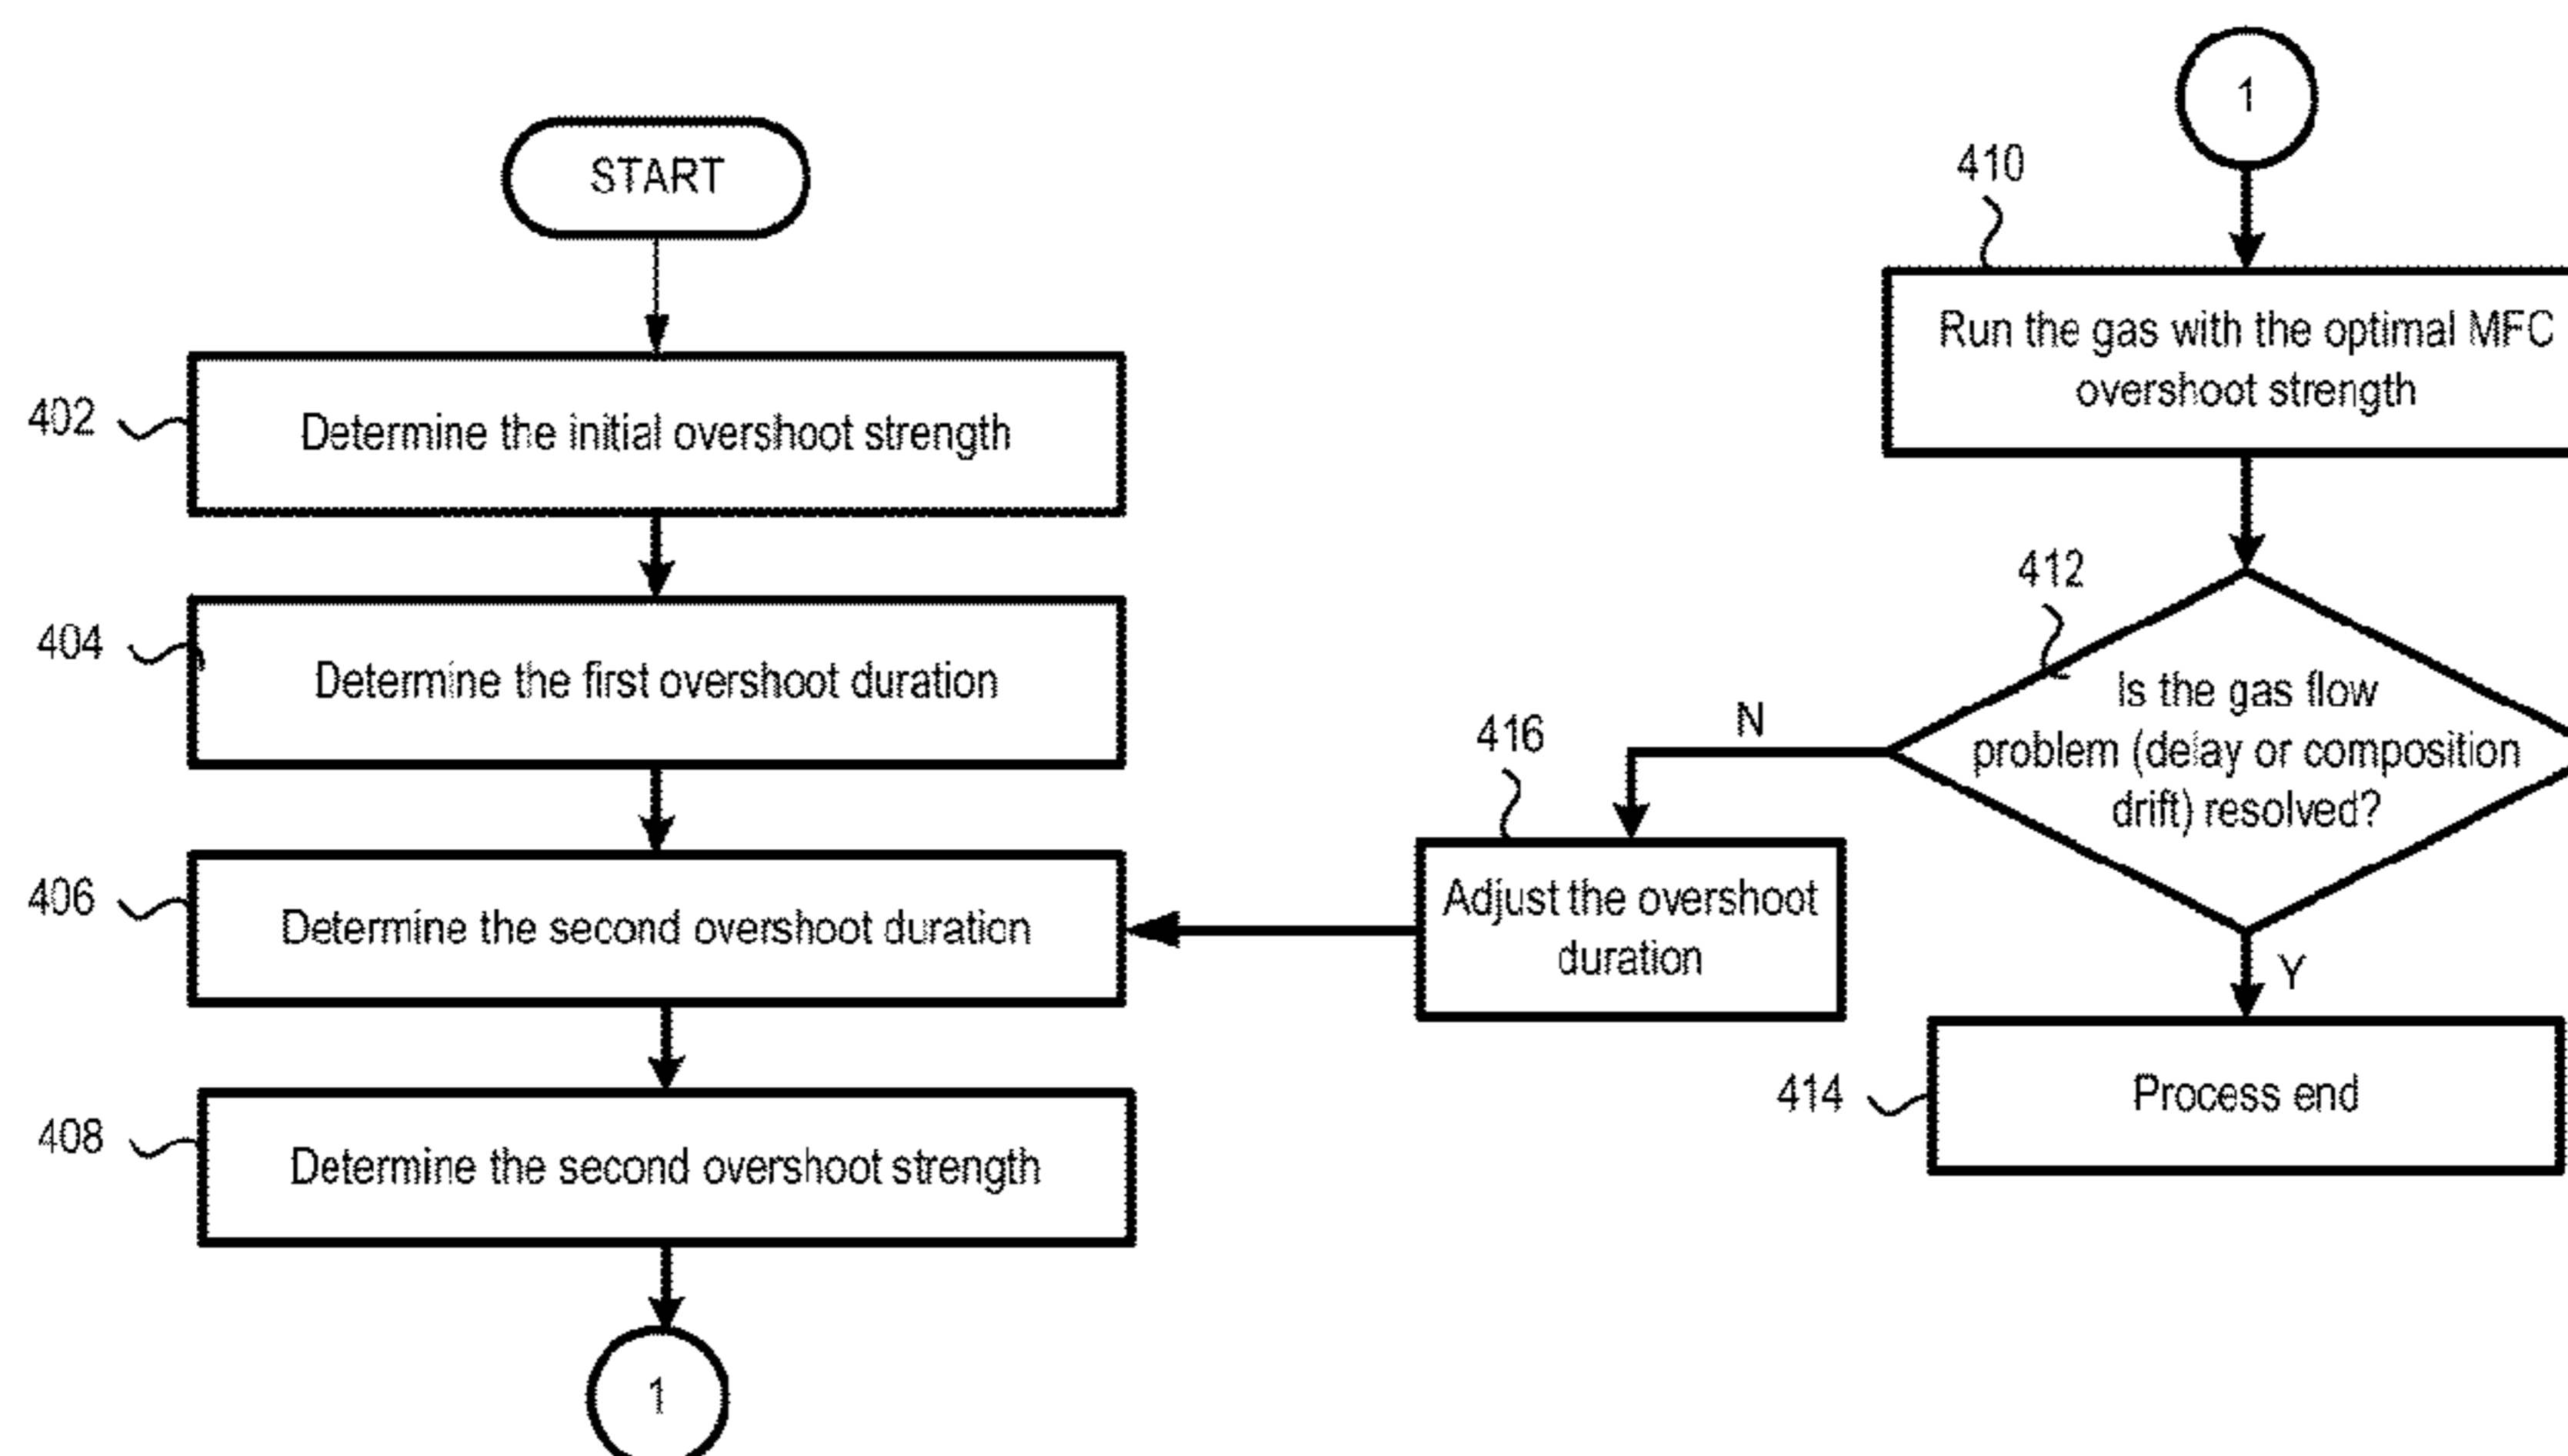 START
402
Determine the initial overshoot strength
404
Determine the first overshoot duration
406
Determine the second overshoot duration
408
Determine the second overshoot strength
1
1
410
Run the gas with the optimal MFC
overshoot strength
412
Is the gas flow
problem (delay or composition
drift) resolved?
N
416
Adjust the overshoot
duration
Y
414
Process end